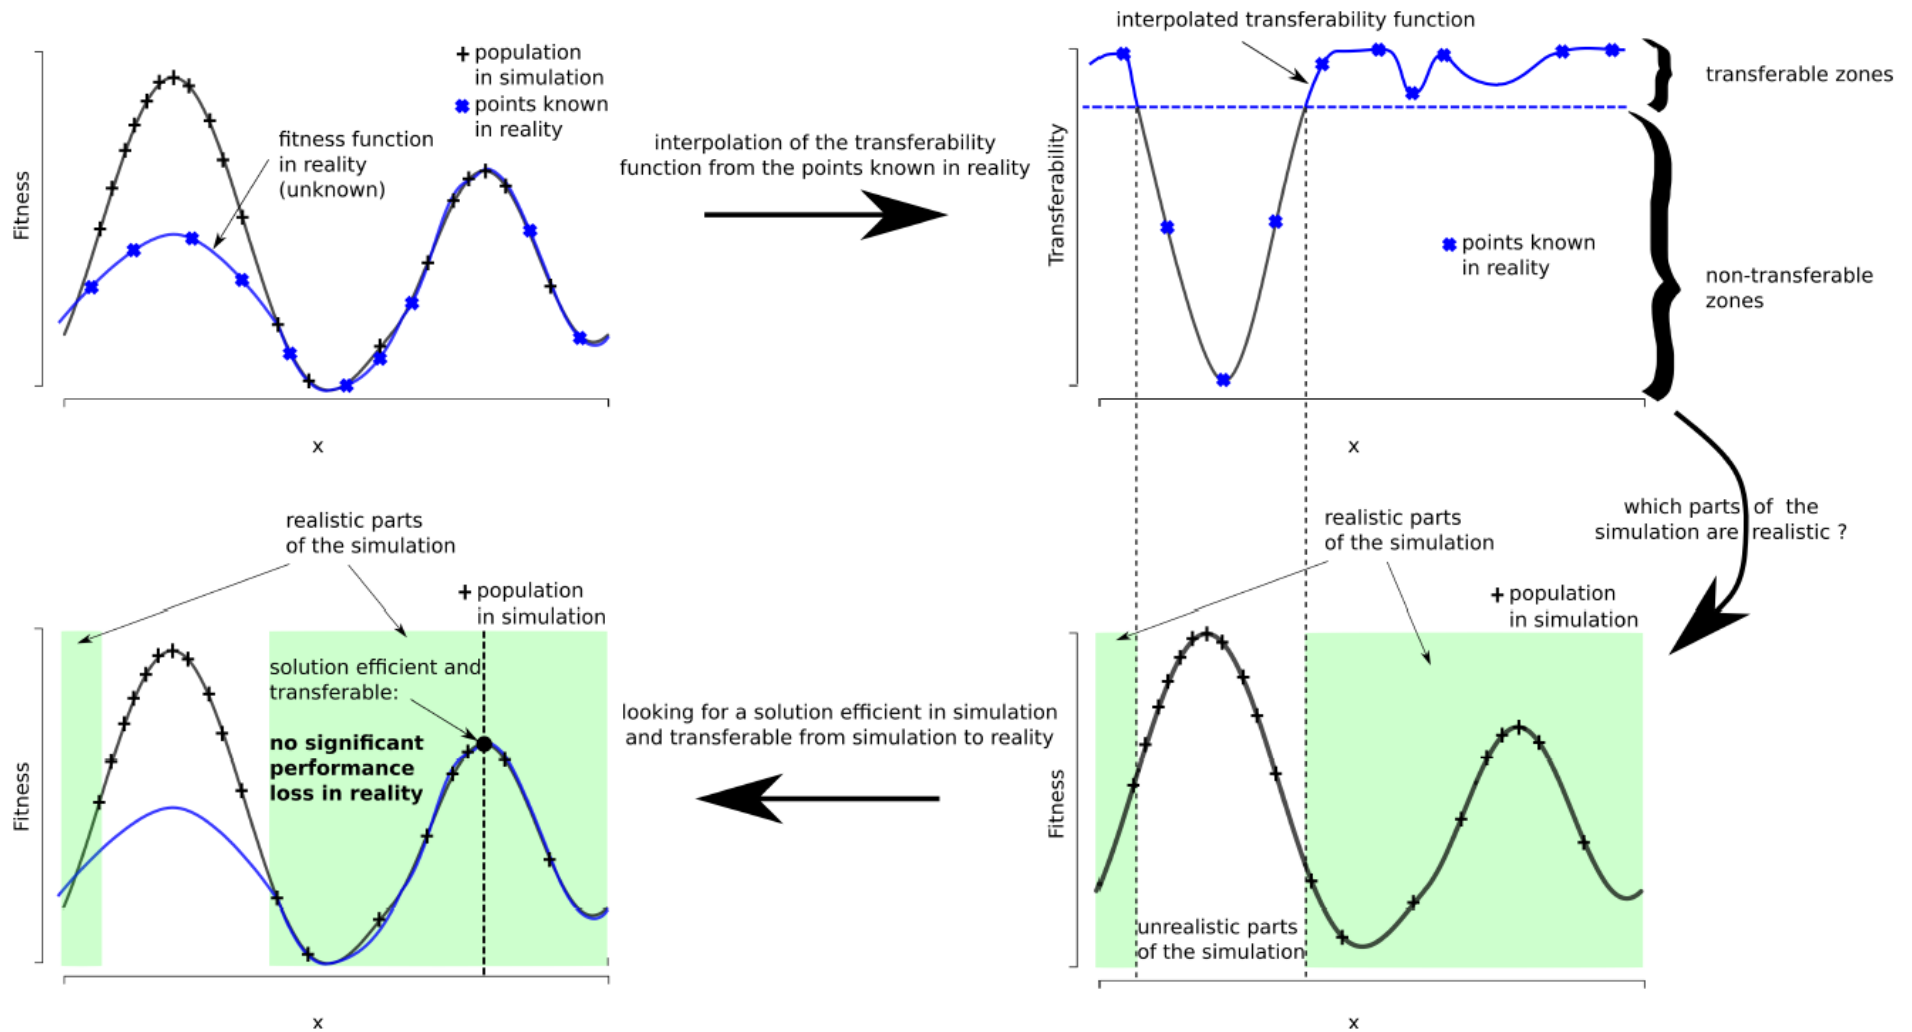 population
in simulation
points known
in reality
fitness function
in reality
(unknown)
Fitness
x
interpolation of the transferability
function from the points known in reality
interpolated transferability function
transferable zones
Transferability
points known
in reality
non-transferable
zones
x
which parts of the
simulation are realistic ?
realistic parts
of the simulation
population
in simulation
unrealistic parts
of the simulation
Fitness
x
looking for a solution efficient in simulation
and transferable from simulation to reality
realistic parts
of the simulation
population
in simulation
solution efficient and
transferable:
no significant
performance
loss in reality
Fitness
x